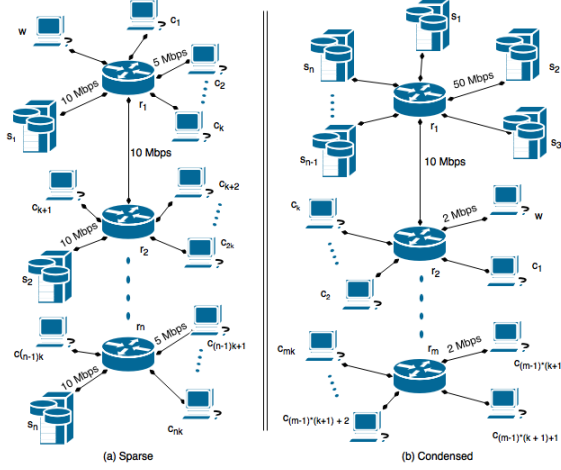 w
c1
5 Mbps
c2
10 Mbps
s1
r1
ck
10 Mbps
ck+1
ck+2
10 Mbps
r2
c2k
s2
rn
c(n-1)k
5 Mbps
c(n-1)k+1
10 Mbps
sn
cnk
(a) Sparse
s1
sn
s2
50 Mbps
sn-1
r1
s3
10 Mbps
ck
2 Mbps
w
r2
c1
c2
rm
cmk
2 Mbps
c(m-1)*(k+1
c(m-1)*(k+1) + 2
c(m-1)*(k + 1)+1
(b) Condensed